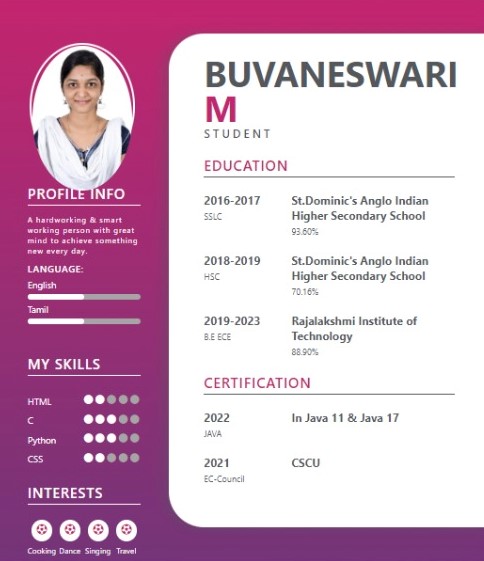 BUVANESWARI
M
STUDENT
PROFILE INFO
A hardworking & smart
working person with great
mind to achieve something
new every day.
LANGUAGE:
English
Tamil
MY SKILLS
HTML
C
Python
CSS
INTERESTS
Cooking Dance Singing Travel
EDUCATION
2016-2017 St.Dominic's Anglo Indian
SSLC Higher Secondary School
93.60%
2018-2019 St.Dominic's Anglo Indian
HSC Higher Secondary School
70.16%
2019-2023 Rajalakshmi Institute of
B.E ECE Technology
88.90%
CERTIFICATION
2022 In Java 11 & Java 17
JAVA
2021 CSCU
EC-Council